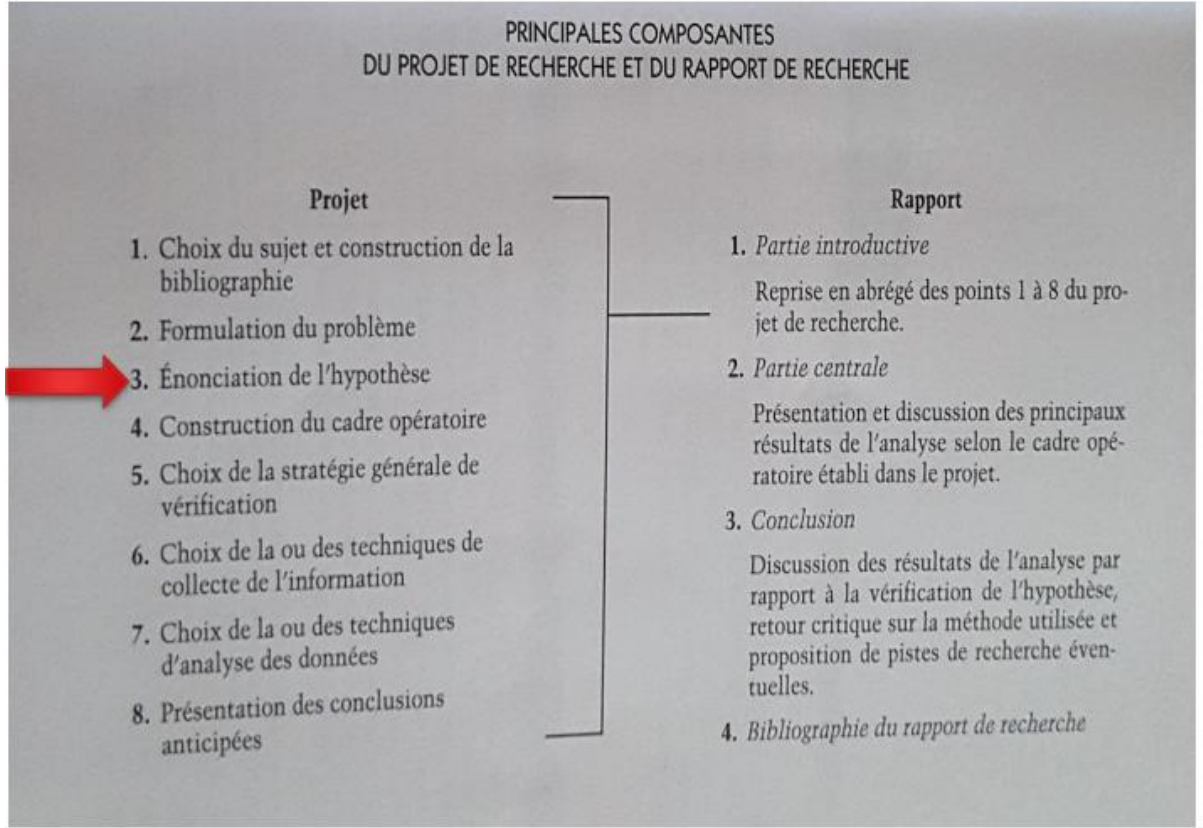 PRINCIPALES COMPOSANTES
DU PROJET DE RECHERCHE ET DU RAPPORT DE RECHERCHE
Projet
1. Choix du sujet et construction de la
bibliographie
2. Formulation du problème
3. Énonciation de l'hypothèse
4. Construction du cadre opératoire
5. Choix de la stratégie générale de
vérification
6. Choix de la ou des techniques de
collecte de l'information
7. Choix de la ou des techniques
d'analyse des données
8. Présentation des conclusions
anticipées
Rapport
1. Partie introductive
Reprise en abrégé des points 1 à 8 du pro-
jet de recherche.
2. Partie centrale
Présentation et discussion des principaux
résultats de l'analyse selon le cadre opé-
ratoire établi dans le projet.
3. Conclusion
Discussion des résultats de l'analyse par
rapport à la vérification de l'hypothèse,
retour critique sur la méthode utilisée et
proposition de pistes de recherche éven-
tuelles.
4. Bibliographie du rapport de recherche